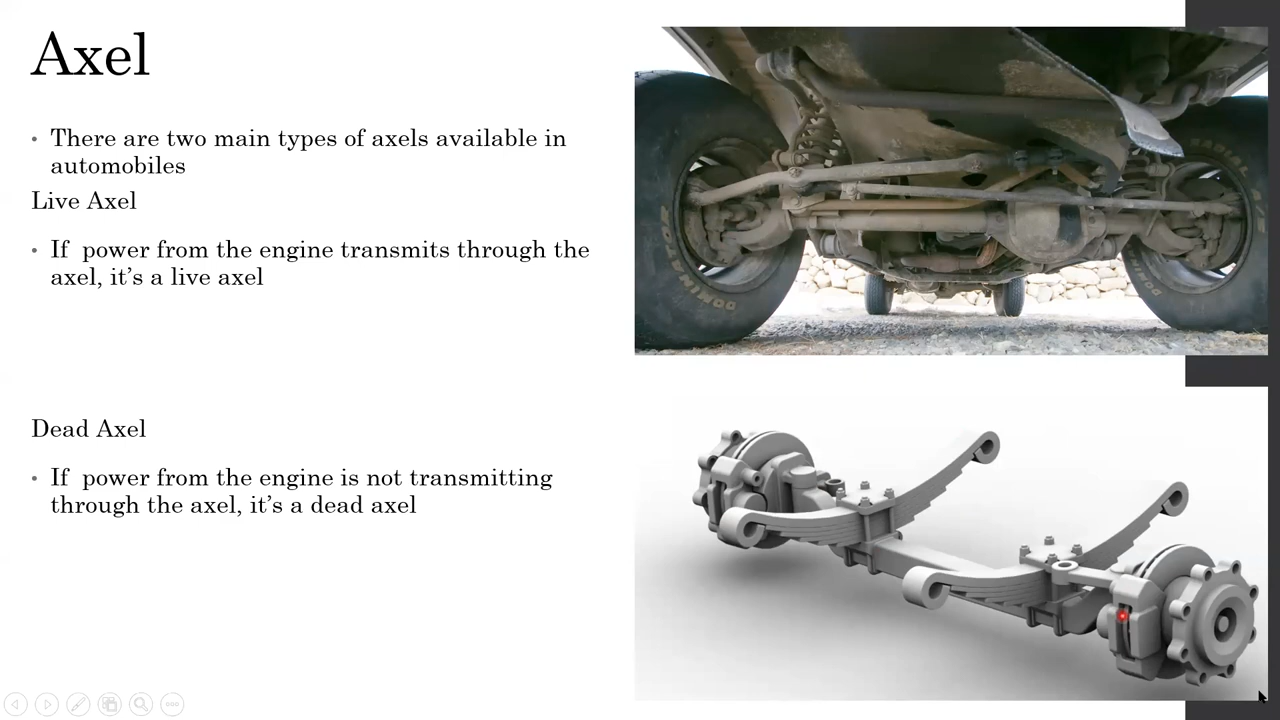 Axel
• There are two main types of axels available in
automobiles
Live Axel
• If  power from the engine transmits through the
axel, it’s a live axel
Dead Axel
• If  power from the engine is not transmitting
through the axel, it’s a dead axel